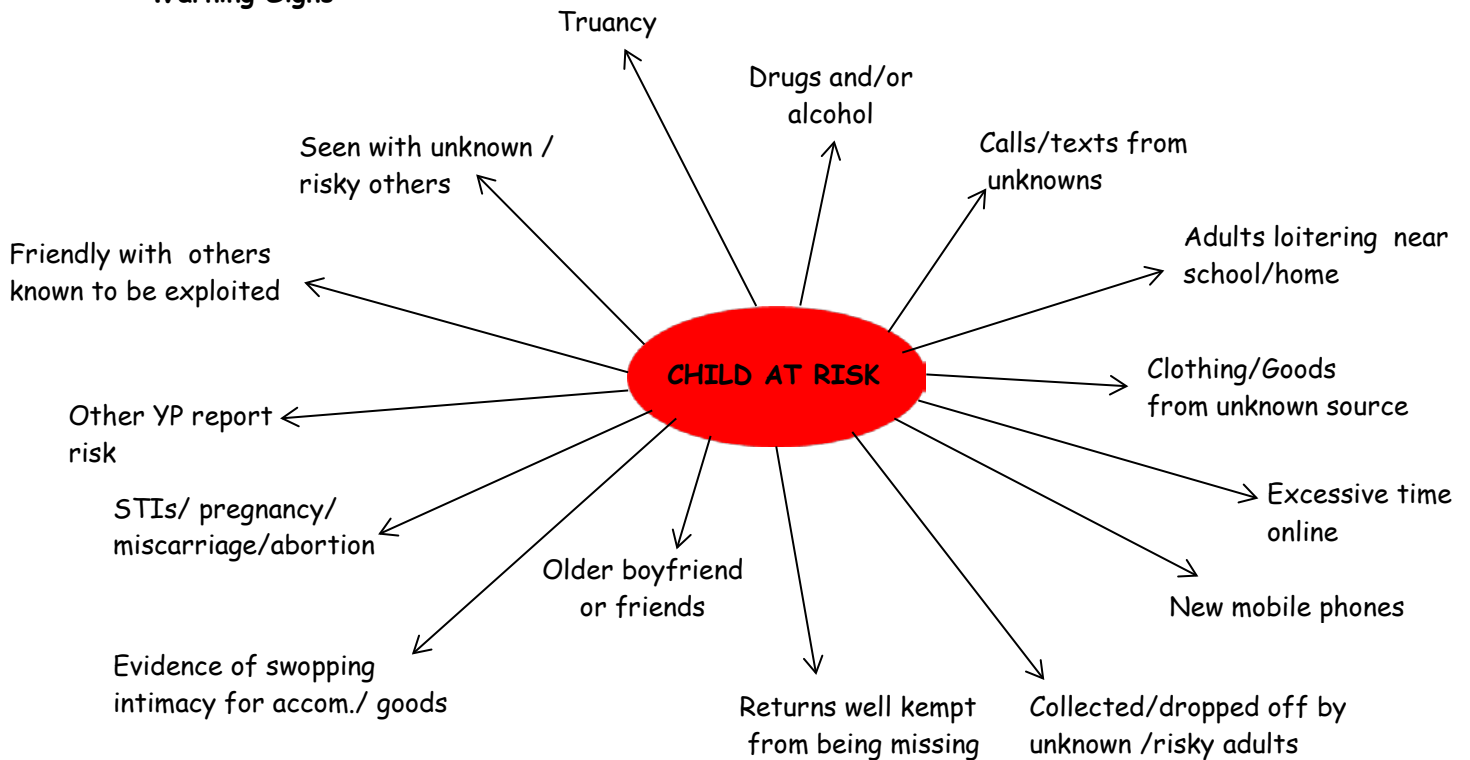 Warning Signs
Truancy
Drugs and/or
alcohol
Seen with unknown /
risky others
Calls/texts from
unknowns
Friendly with others
known to be exploited
Adults loitering near
school/home
CHILD AT RISK
Clothing/Goods
from unknown source
Other YP report
risk
STIs/ pregnancy/
miscarriage/abortion
Excessive time
online
Older boyfriend
or friends
New mobile phones
Evidence of swopping
intimacy for accom./ goods
Returns well kempt
from being missing
Collected/dropped off by
unknown /risky adults